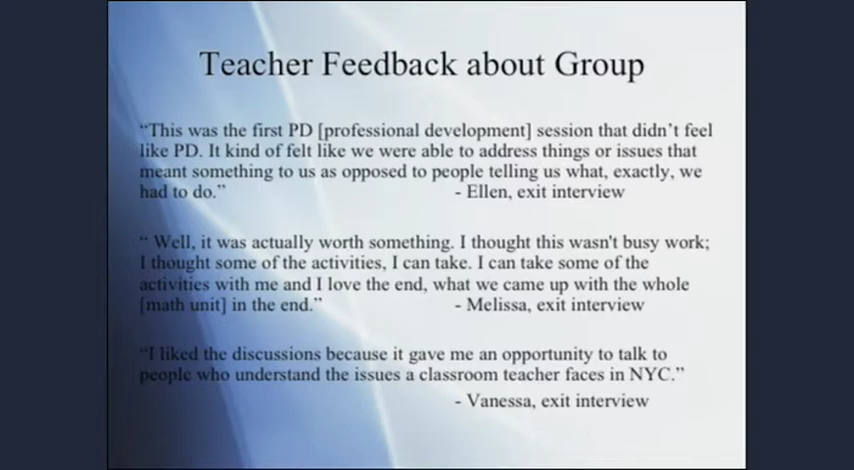 Teacher Feedback about Group
“This was the first PD [professional development] session that didn’t feel
like PD. It kind of felt like we were able to address things or issues that
meant something to us as opposed to people telling us what, exactly, we
had to do.” - Ellen, exit interview
“ Well, it was actually worth something. I thought this wasn't busy work;
I thought some of the activities, I can take. I can take some of the
activities with me and I love the end, what we came up with the whole
[math unit] in the end.” - Melissa, exit interview
“I liked the discussions because it gave me an opportunity to talk to
people who understand the issues a classroom teacher faces in NYC.”
- Vanessa, exit interview